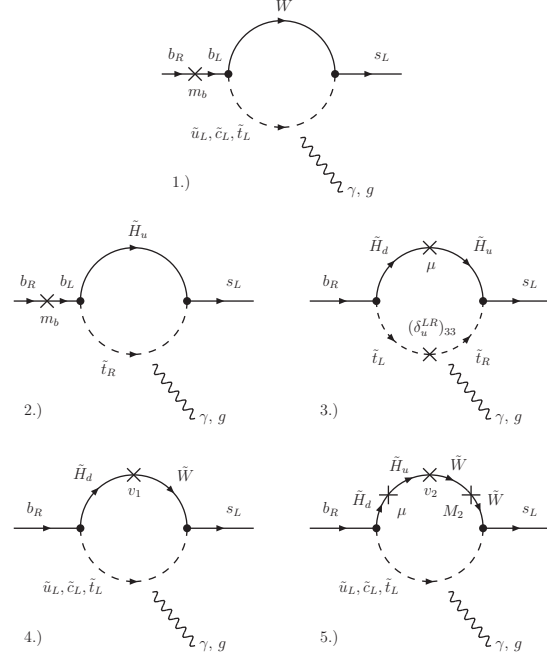 W
b_R b_L s_L
m_b
ũ_L, c̃_L, t̃_L
1.) γ, g
H̃_u
b_R b_L s_L
m_b
t̃_R
2.) γ, g
H̃_d H̃_u
μ
b_R s_L
(δ_u^{LR})_{33}
t̃_L t̃_R
3.) γ, g
H̃_d W̃
v_1
b_R s_L
ũ_L, c̃_L, t̃_L
4.) γ, g
H̃_u W̃
H̃_d v_2 W̃
μ M_2
b_R s_L
ũ_L, c̃_L, t̃_L
5.) γ, g